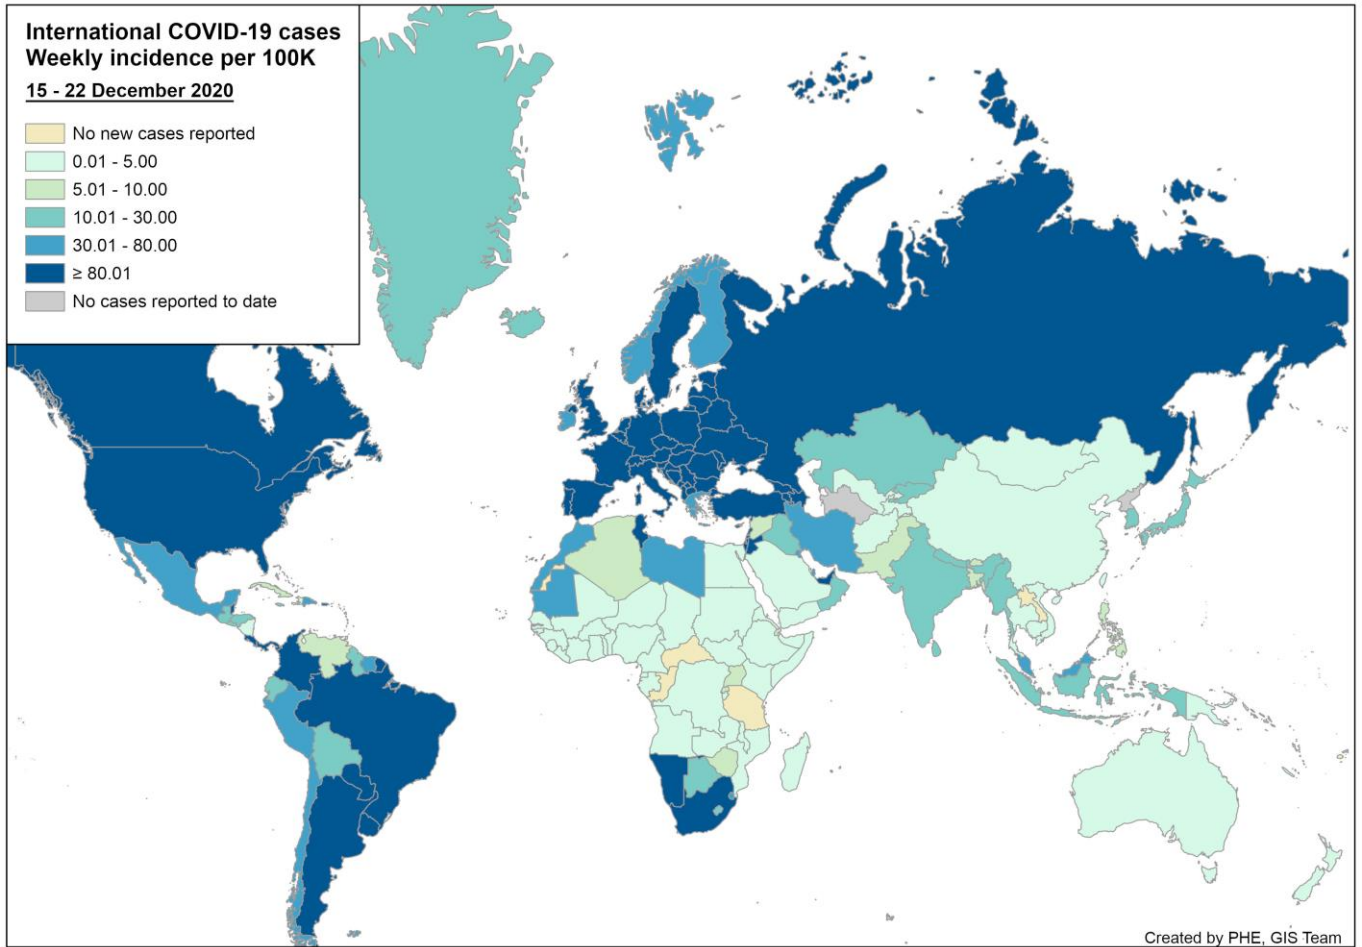 International COVID-19 cases
Weekly incidence per 100K
15 - 22 December 2020
No new cases reported
0.01 - 5.00
5.01 - 10.00
10.01 - 30.00
30.01 - 80.00
≥ 80.01
No cases reported to date
Created by PHE, GIS Team